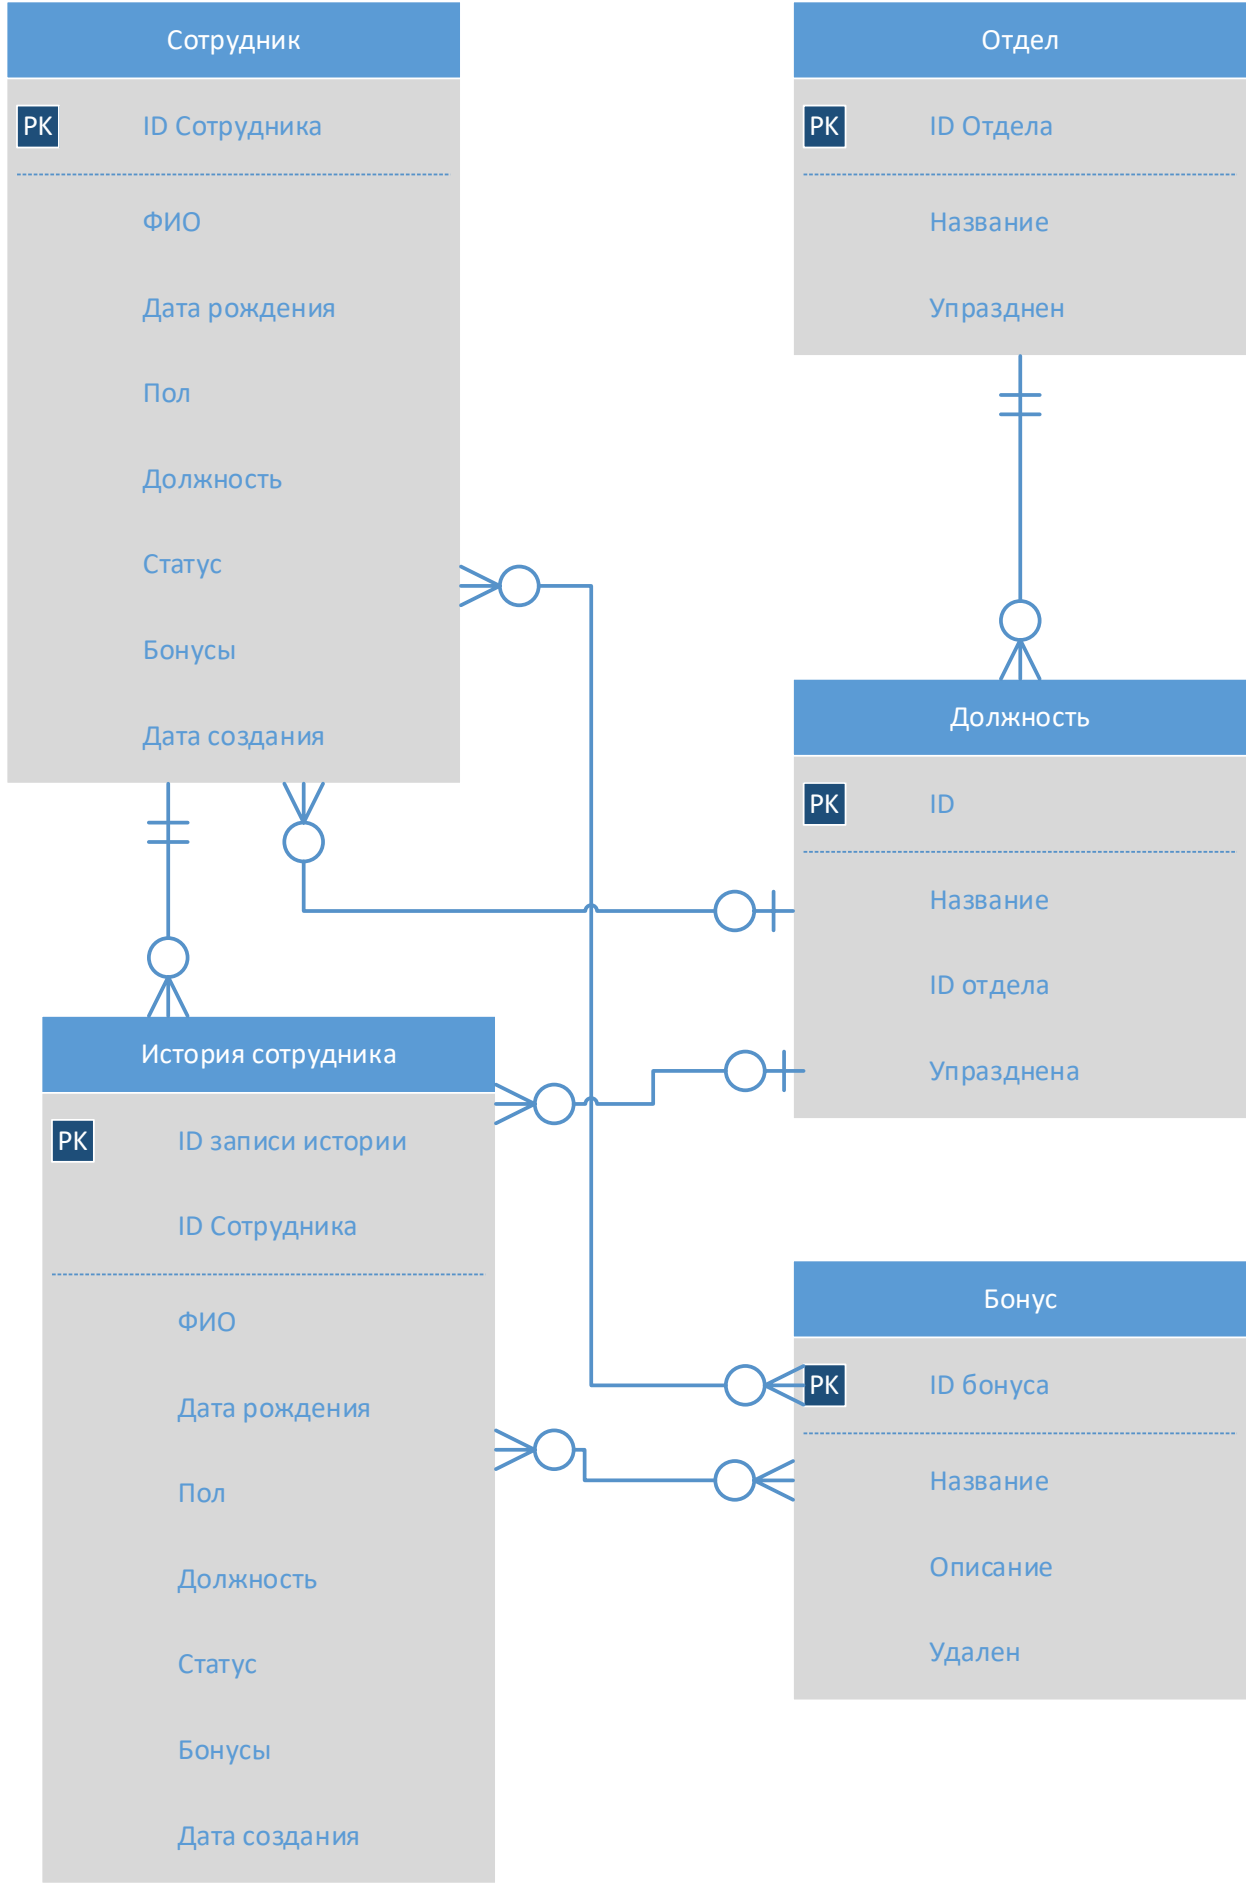 Сотрудник
PK
ID Сотрудника
ФИО
Дата рождения
Пол
Должность
Статус
Бонусы
Дата создания
Отдел
PK
ID Отдела
Название
Упразднен
Должность
PK
ID
Название
ID отдела
Упразднена
История сотрудника
PK
ID записи истории
ID Сотрудника
ФИО
Дата рождения
Пол
Должность
Статус
Бонусы
Дата создания
Бонус
PK
ID бонуса
Название
Описание
Удален